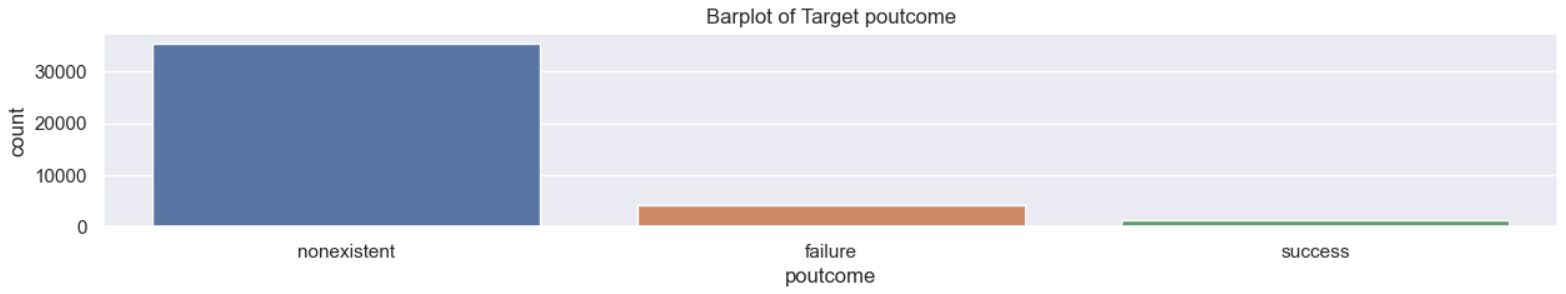 Barplot of Target poutcome
30000
20000
10000
0
count
nonexistent
failure
success
poutcome